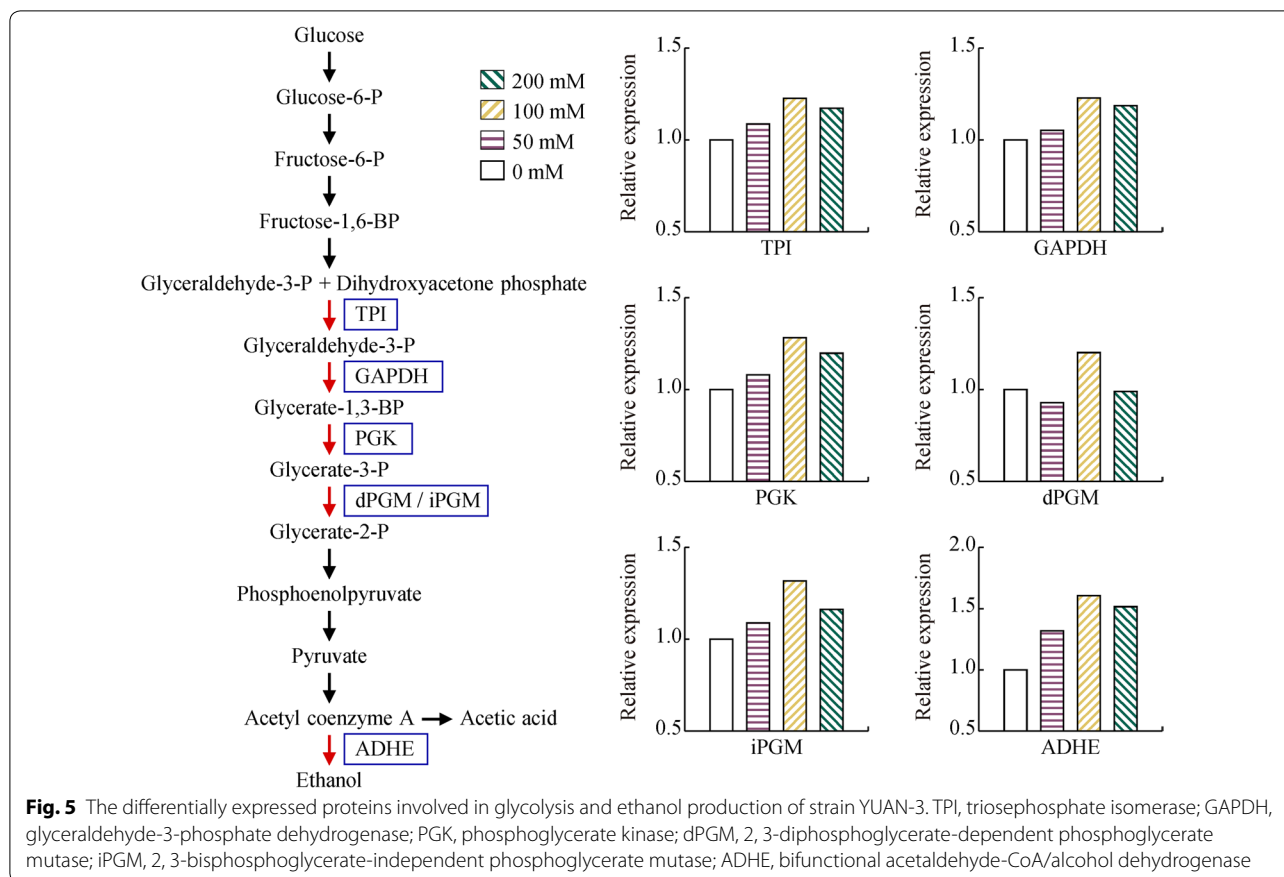 Glucose
Glucose-6-P
Fructose-6-P
Fructose-1,6-BP
Glyceraldehyde-3-P + Dihydroxyacetone phosphate
TPI
Glyceraldehyde-3-P
GAPDH
Glycerate-1,3-BP
PGK
Glycerate-3-P
dPGM / iPGM
Glycerate-2-P
Phosphoenolpyruvate
Pyruvate
Acetyl coenzyme A
Acetic acid
ADHE
Ethanol
200 mM
100 mM
50 mM
0 mM
Relative expression
1.5
1.0
0.5
TPI
Relative expression
1.5
1.0
0.5
GAPDH
Relative expression
1.5
1.0
0.5
PGK
Relative expression
1.5
1.0
0.5
dPGM
Relative expression
1.5
1.0
0.5
iPGM
Relative expression
2.0
1.5
1.0
0.5
ADHE
Fig. 5 The differentially expressed proteins involved in glycolysis and ethanol production of strain YUAN-3. TPI, triosephosphate isomerase; GAPDH,
glyceraldehyde-3-phosphate dehydrogenase; PGK, phosphoglycerate kinase; dPGM, 2, 3-diphosphoglycerate-dependent phosphoglycerate
mutase; iPGM, 2, 3-bisphosphoglycerate-independent phosphoglycerate mutase; ADHE, bifunctional acetaldehyde-CoA/alcohol dehydrogenase